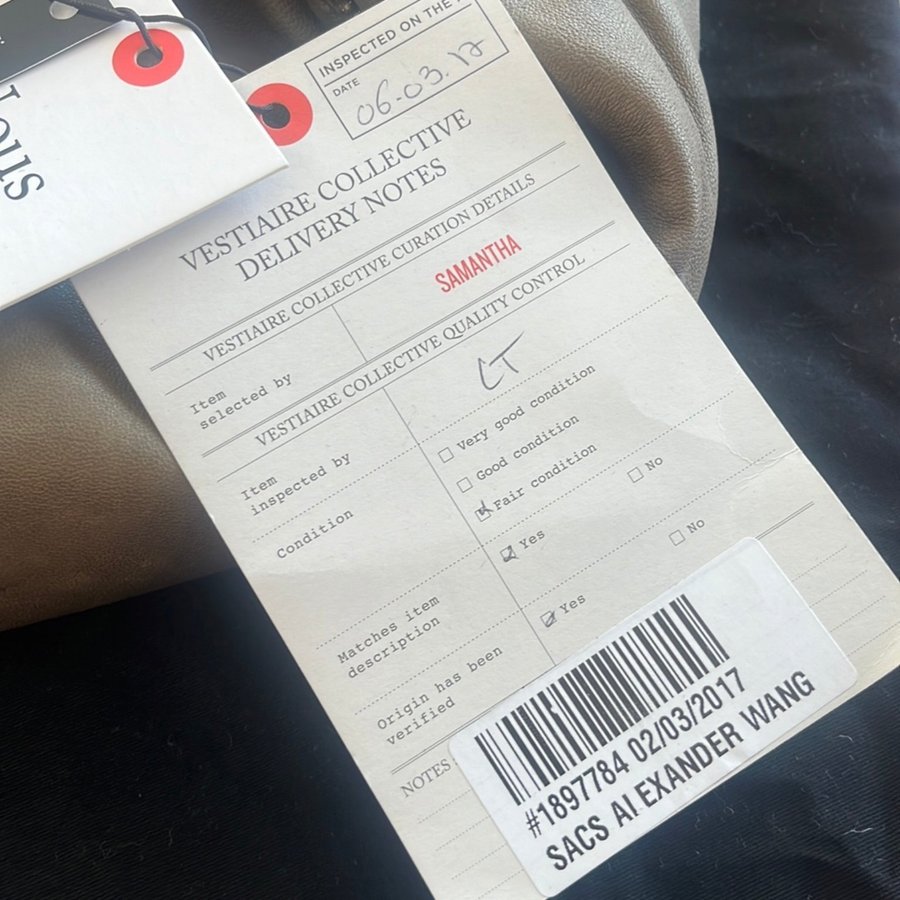 ous
INSPECTED ON THE
DATE
06.03.17
VESTIAIRE COLLECTIVE
DELIVERY NOTES
VESTIAIRE COLLECTIVE CURATION DETAILS
Item
selected by
SAMANTHA
VESTIAIRE COLLECTIVE QUALITY CONTROL
Item
inspected by
LT
Condition
Very good condition
Good condition
Fair condition
Matches item
description
Yes
No
Origin has been
verified
Yes
No
NOTES
#1897784 02/03/2017
SACS ALEXANDER WANG